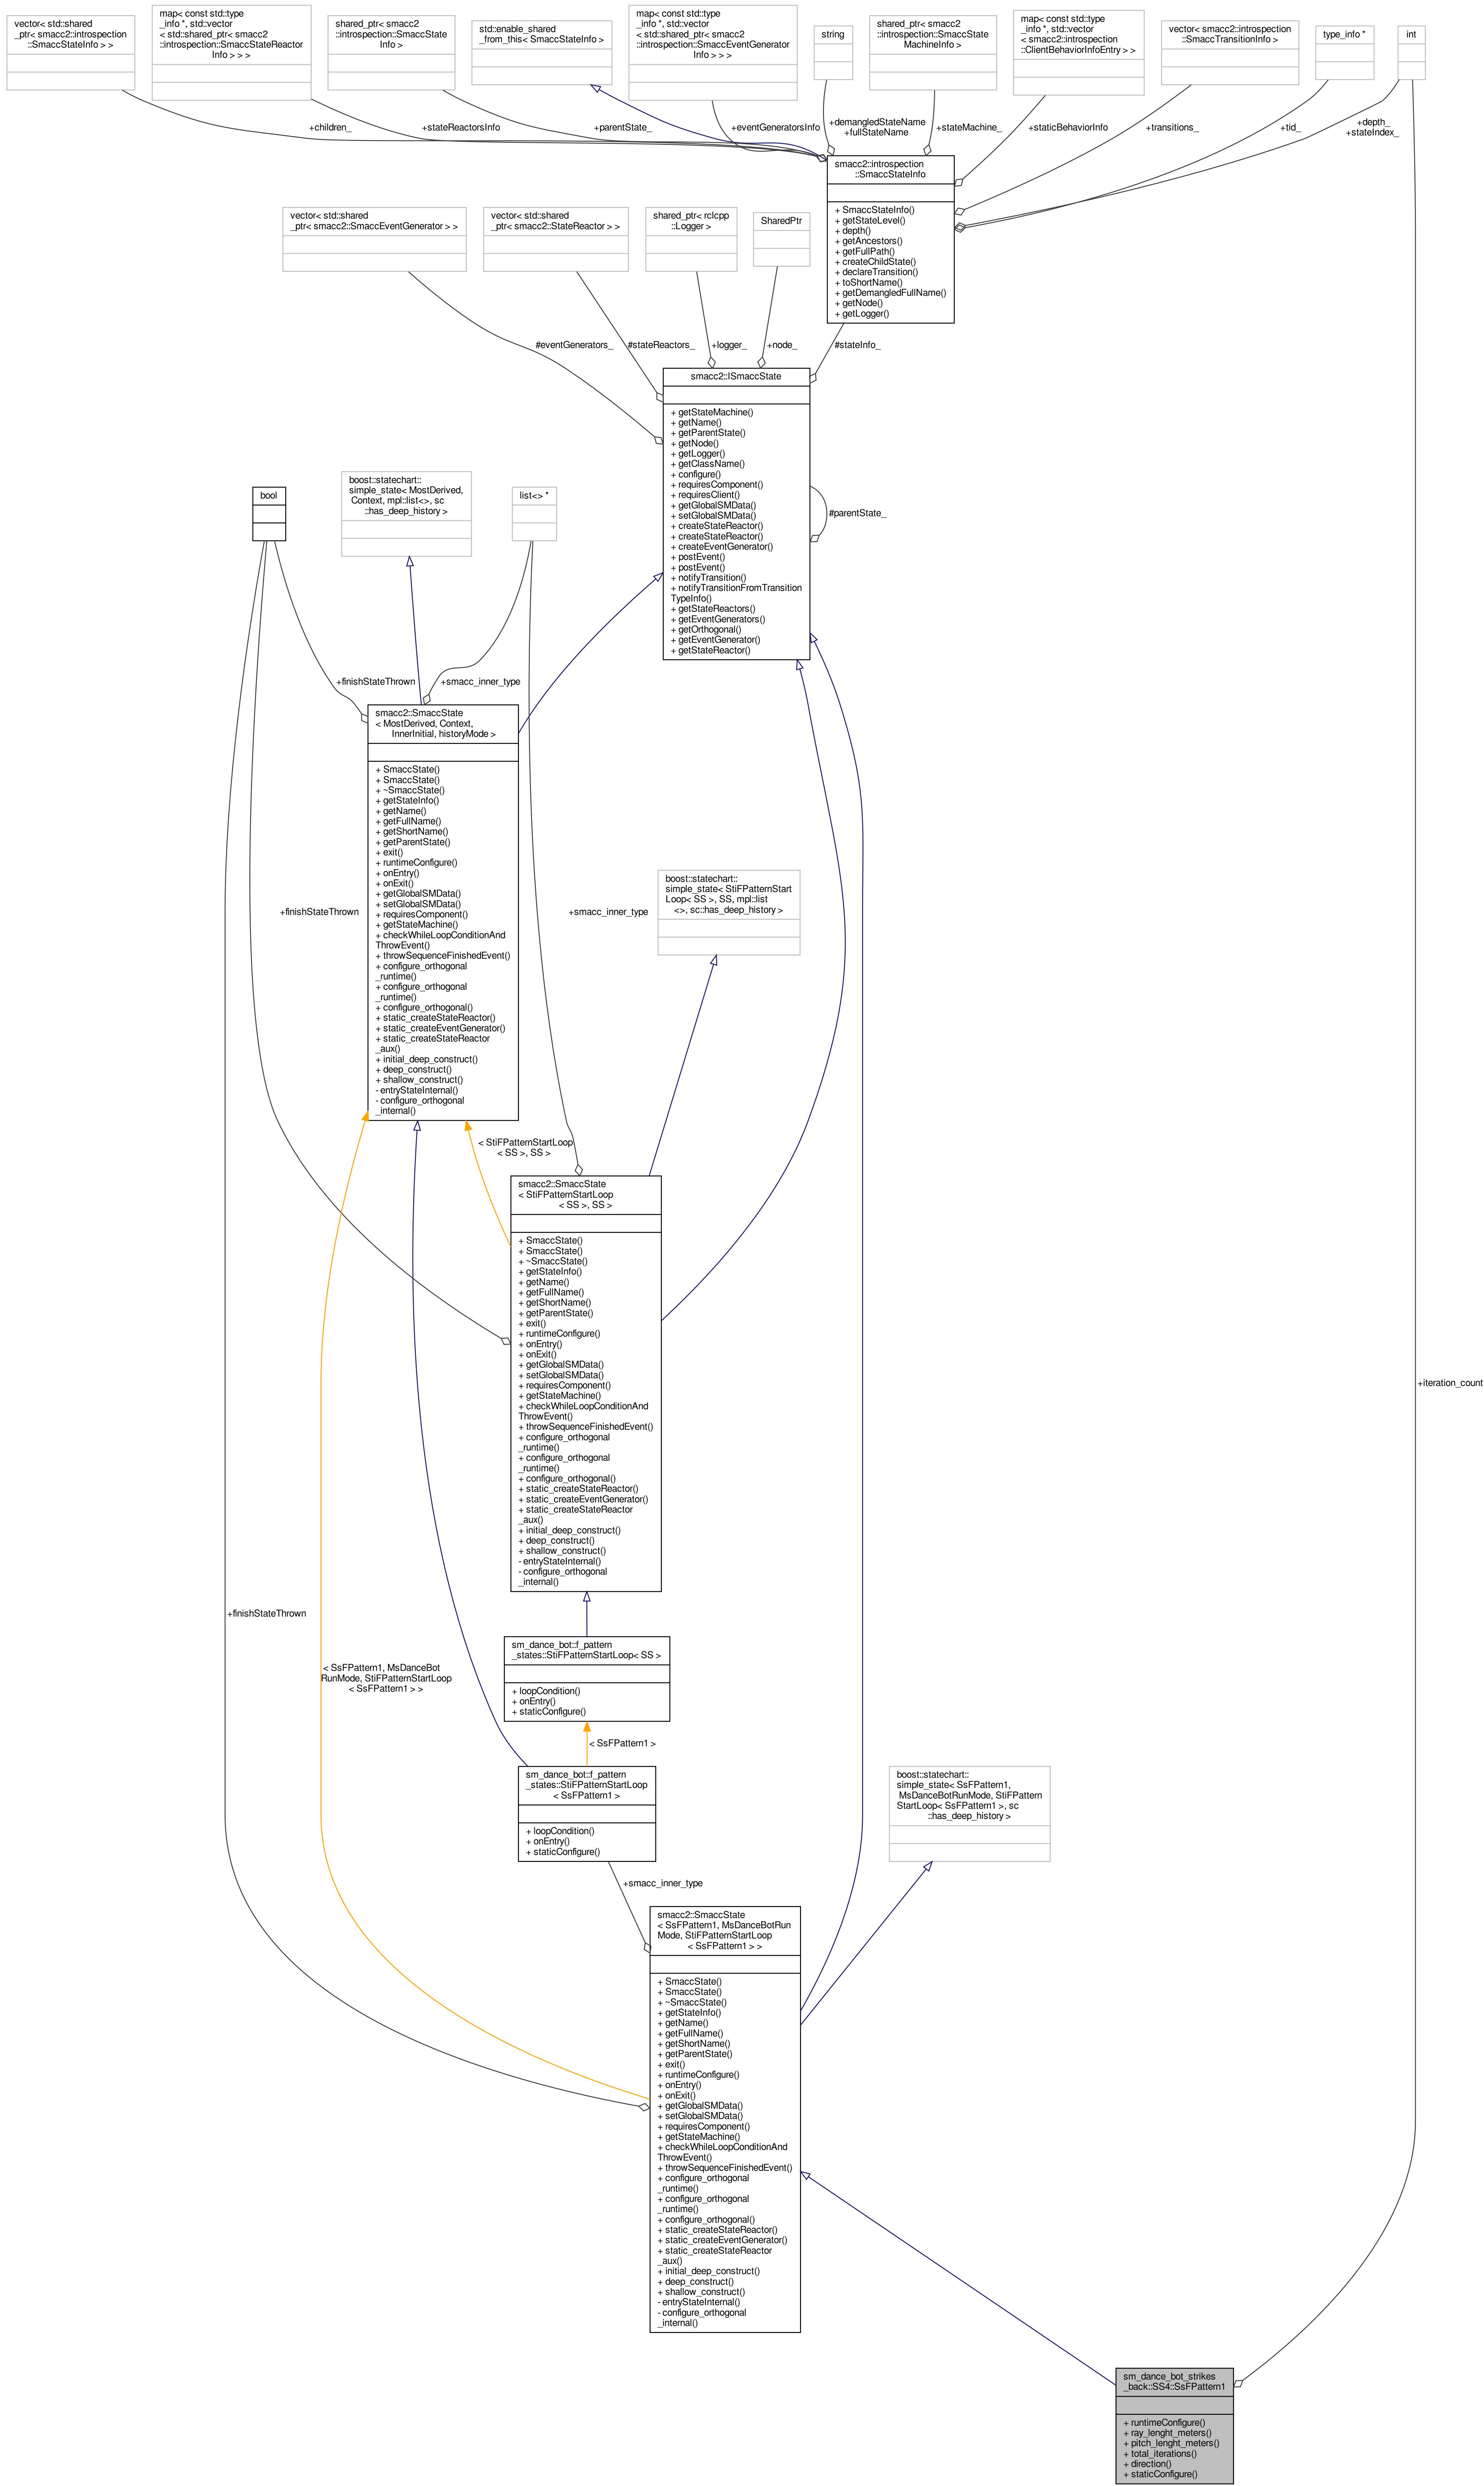 vector< std::shared
_ptr< smacc2::introspection
::SmaccStateInfo > >
map< const std::type
_info *, std::vector
< std::shared_ptr< smacc2
::introspection::SmaccStateReactor
Info > > >
shared_ptr< smacc2
::introspection::SmaccState
Info >
std::enable_shared
_from_this< SmaccStateInfo >
map< const std::type
_info *, std::vector
< std::shared_ptr< smacc2
::introspection::SmaccEventGenerator
Info > > >
string
shared_ptr< smacc2
::introspection::SmaccState
MachineInfo >
map< const std::type
_info *, std::vector
< smacc2::introspection
::ClientBehaviorInfoEntry > >
vector< smacc2::introspection
::SmaccTransitionInfo >
type_info *
int
+children_
+stateReactorsInfo
+parentState_
+eventGeneratorsInfo
+demangledStateName
+fullStateName
+stateMachine_
+staticBehaviorInfo
+transitions_
+tid_
+depth_
+stateIndex_
smacc2::introspection
::SmaccStateInfo
+ SmaccStateInfo()
+ getStateLevel()
+ depth()
+ getAncestors()
+ getFullPath()
+ createChildState()
+ declareTransition()
+ toShortName()
+ getDemangledFullName()
+ getNode()
+ getLogger()
vector< std::shared
_ptr< smacc2::SmaccEventGenerator > >
vector< std::shared
_ptr< smacc2::StateReactor > >
shared_ptr< rclcpp
::Logger >
SharedPtr
#eventGenerators_
#stateReactors_
+logger_
+node_
#stateInfo_
smacc2::ISmaccState
+ getStateMachine()
+ getName()
+ getParentState()
+ getNode()
+ getLogger()
+ getClassName()
+ configure()
+ requiresComponent()
+ requiresClient()
+ getGlobalSMData()
+ setGlobalSMData()
+ createStateReactor()
+ createStateReactor()
+ createEventGenerator()
+ postEvent()
+ postEvent()
+ notifyTransition()
+ notifyTransitionFromTransition
TypeInfo()
+ getStateReactors()
+ getEventGenerators()
+ getOrthogonal()
+ getEventGenerator()
+ getStateReactor()
#parentState_
bool
boost::statechart::
simple_state< MostDerived,
Context, mpl::list<>, sc
::has_deep_history >
list<> *
+finishStateThrown
+smacc_inner_type
smacc2::SmaccState
< MostDerived, Context,
InnerInitial, historyMode >
+ SmaccState()
+ SmaccState()
+ ~SmaccState()
+ getStateInfo()
+ getName()
+ getFullName()
+ getShortName()
+ getParentState()
+ exit()
+ runtimeConfigure()
+ onEntry()
+ onExit()
+ getGlobalSMData()
+ setGlobalSMData()
+ requiresComponent()
+ getStateMachine()
+ checkWhileLoopConditionAnd
ThrowEvent()
+ throwSequenceFinishedEvent()
+ configure_orthogonal
_runtime()
+ configure_orthogonal
_runtime()
+ configure_orthogonal()
+ static_createStateReactor()
+ static_createEventGenerator()
+ static_createStateReactor
_aux()
+ initial_deep_construct()
+ deep_construct()
+ shallow_construct()
- entryStateInternal()
- configure_orthogonal
_internal()
+finishStateThrown
+smacc_inner_type
boost::statechart::
simple_state< StiFPatternStart
Loop< SS >, SS, mpl::list
<>, sc::has_deep_history >
< StiFPatternStartLoop
< SS >, SS >
smacc2::SmaccState
< StiFPatternStartLoop
< SS >, SS >
+ SmaccState()
+ SmaccState()
+ ~SmaccState()
+ getStateInfo()
+ getName()
+ getFullName()
+ getShortName()
+ getParentState()
+ exit()
+ runtimeConfigure()
+ onEntry()
+ onExit()
+ getGlobalSMData()
+ setGlobalSMData()
+ requiresComponent()
+ getStateMachine()
+ checkWhileLoopConditionAnd
ThrowEvent()
+ throwSequenceFinishedEvent()
+ configure_orthogonal
_runtime()
+ configure_orthogonal
_runtime()
+ configure_orthogonal()
+ static_createStateReactor()
+ static_createEventGenerator()
+ static_createStateReactor
_aux()
+ initial_deep_construct()
+ deep_construct()
+ shallow_construct()
- entryStateInternal()
- configure_orthogonal
_internal()
+iteration_count
+finishStateThrown
< SsFPattern1, MsDanceBot
RunMode, StiFPatternStartLoop
< SsFPattern1 > >
sm_dance_bot::f_pattern
_states::StiFPatternStartLoop< SS >
+ loopCondition()
+ onEntry()
+ staticConfigure()
< SsFPattern1 >
sm_dance_bot::f_pattern
_states::StiFPatternStartLoop
< SsFPattern1 >
+ loopCondition()
+ onEntry()
+ staticConfigure()
boost::statechart::
simple_state< SsFPattern1,
MsDanceBotRunMode, StiFPattern
StartLoop< SsFPattern1 >, sc
::has_deep_history >
+smacc_inner_type
smacc2::SmaccState
< SsFPattern1, MsDanceBotRun
Mode, StiFPatternStartLoop
< SsFPattern1 > >
+ SmaccState()
+ SmaccState()
+ ~SmaccState()
+ getStateInfo()
+ getName()
+ getFullName()
+ getShortName()
+ getParentState()
+ exit()
+ runtimeConfigure()
+ onEntry()
+ onExit()
+ getGlobalSMData()
+ setGlobalSMData()
+ requiresComponent()
+ getStateMachine()
+ checkWhileLoopConditionAnd
ThrowEvent()
+ throwSequenceFinishedEvent()
+ configure_orthogonal
_runtime()
+ configure_orthogonal
_runtime()
+ configure_orthogonal()
+ static_createStateReactor()
+ static_createEventGenerator()
+ static_createStateReactor
_aux()
+ initial_deep_construct()
+ deep_construct()
+ shallow_construct()
- entryStateInternal()
- configure_orthogonal
_internal()
sm_dance_bot_strikes
_back::SS4::SsFPattern1
+ runtimeConfigure()
+ ray_lenght_meters()
+ pitch_lenght_meters()
+ total_iterations()
+ direction()
+ staticConfigure()